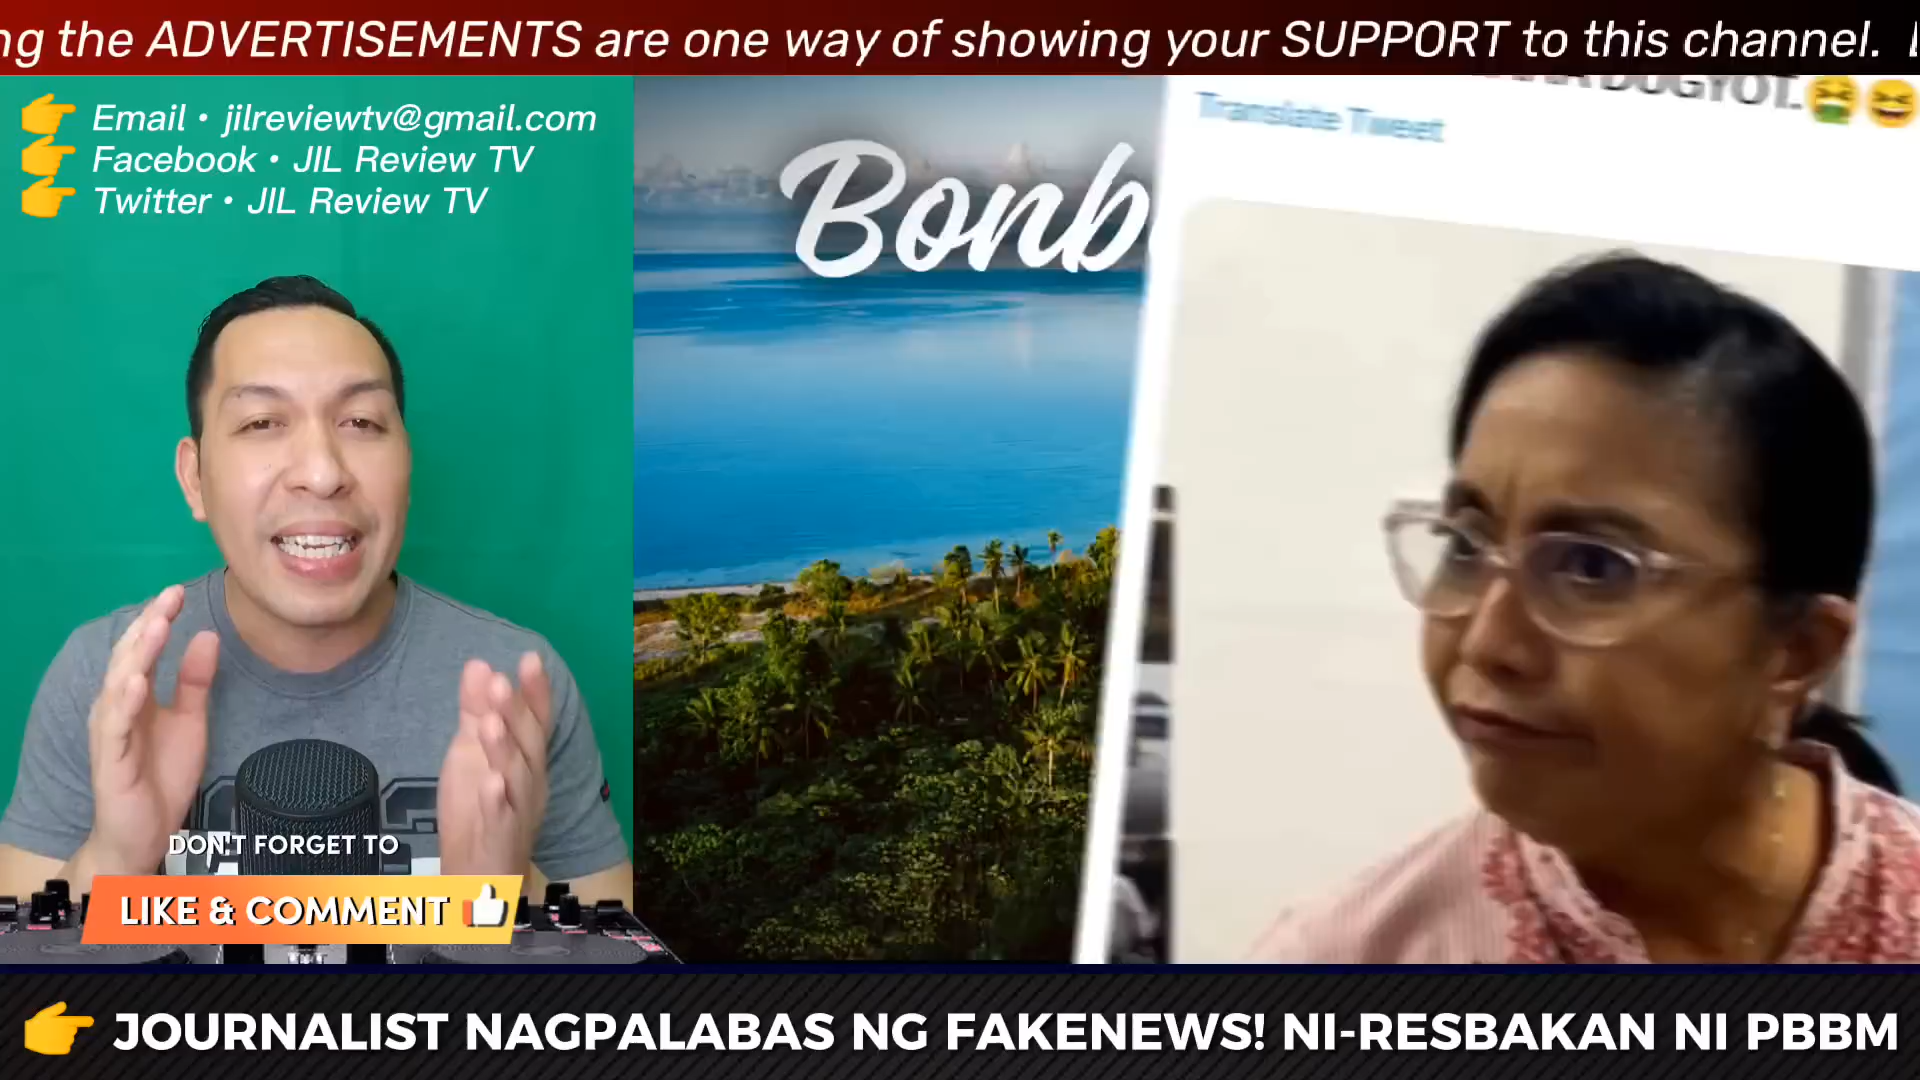 ng the ADVERTISEMENTS are one way of showing your SUPPORT to this channel.
Email • jilreviewtv@gmail.com
Facebook • JIL Review TV
Twitter • JIL Review TV
Bonb
DUGYOT.
Translate Tweet
DON'T FORGET TO
LIKE & COMMENT
JOURNALIST NAGPALABAS NG FAKENEWS! NI-RESBAKAN NI PBBM